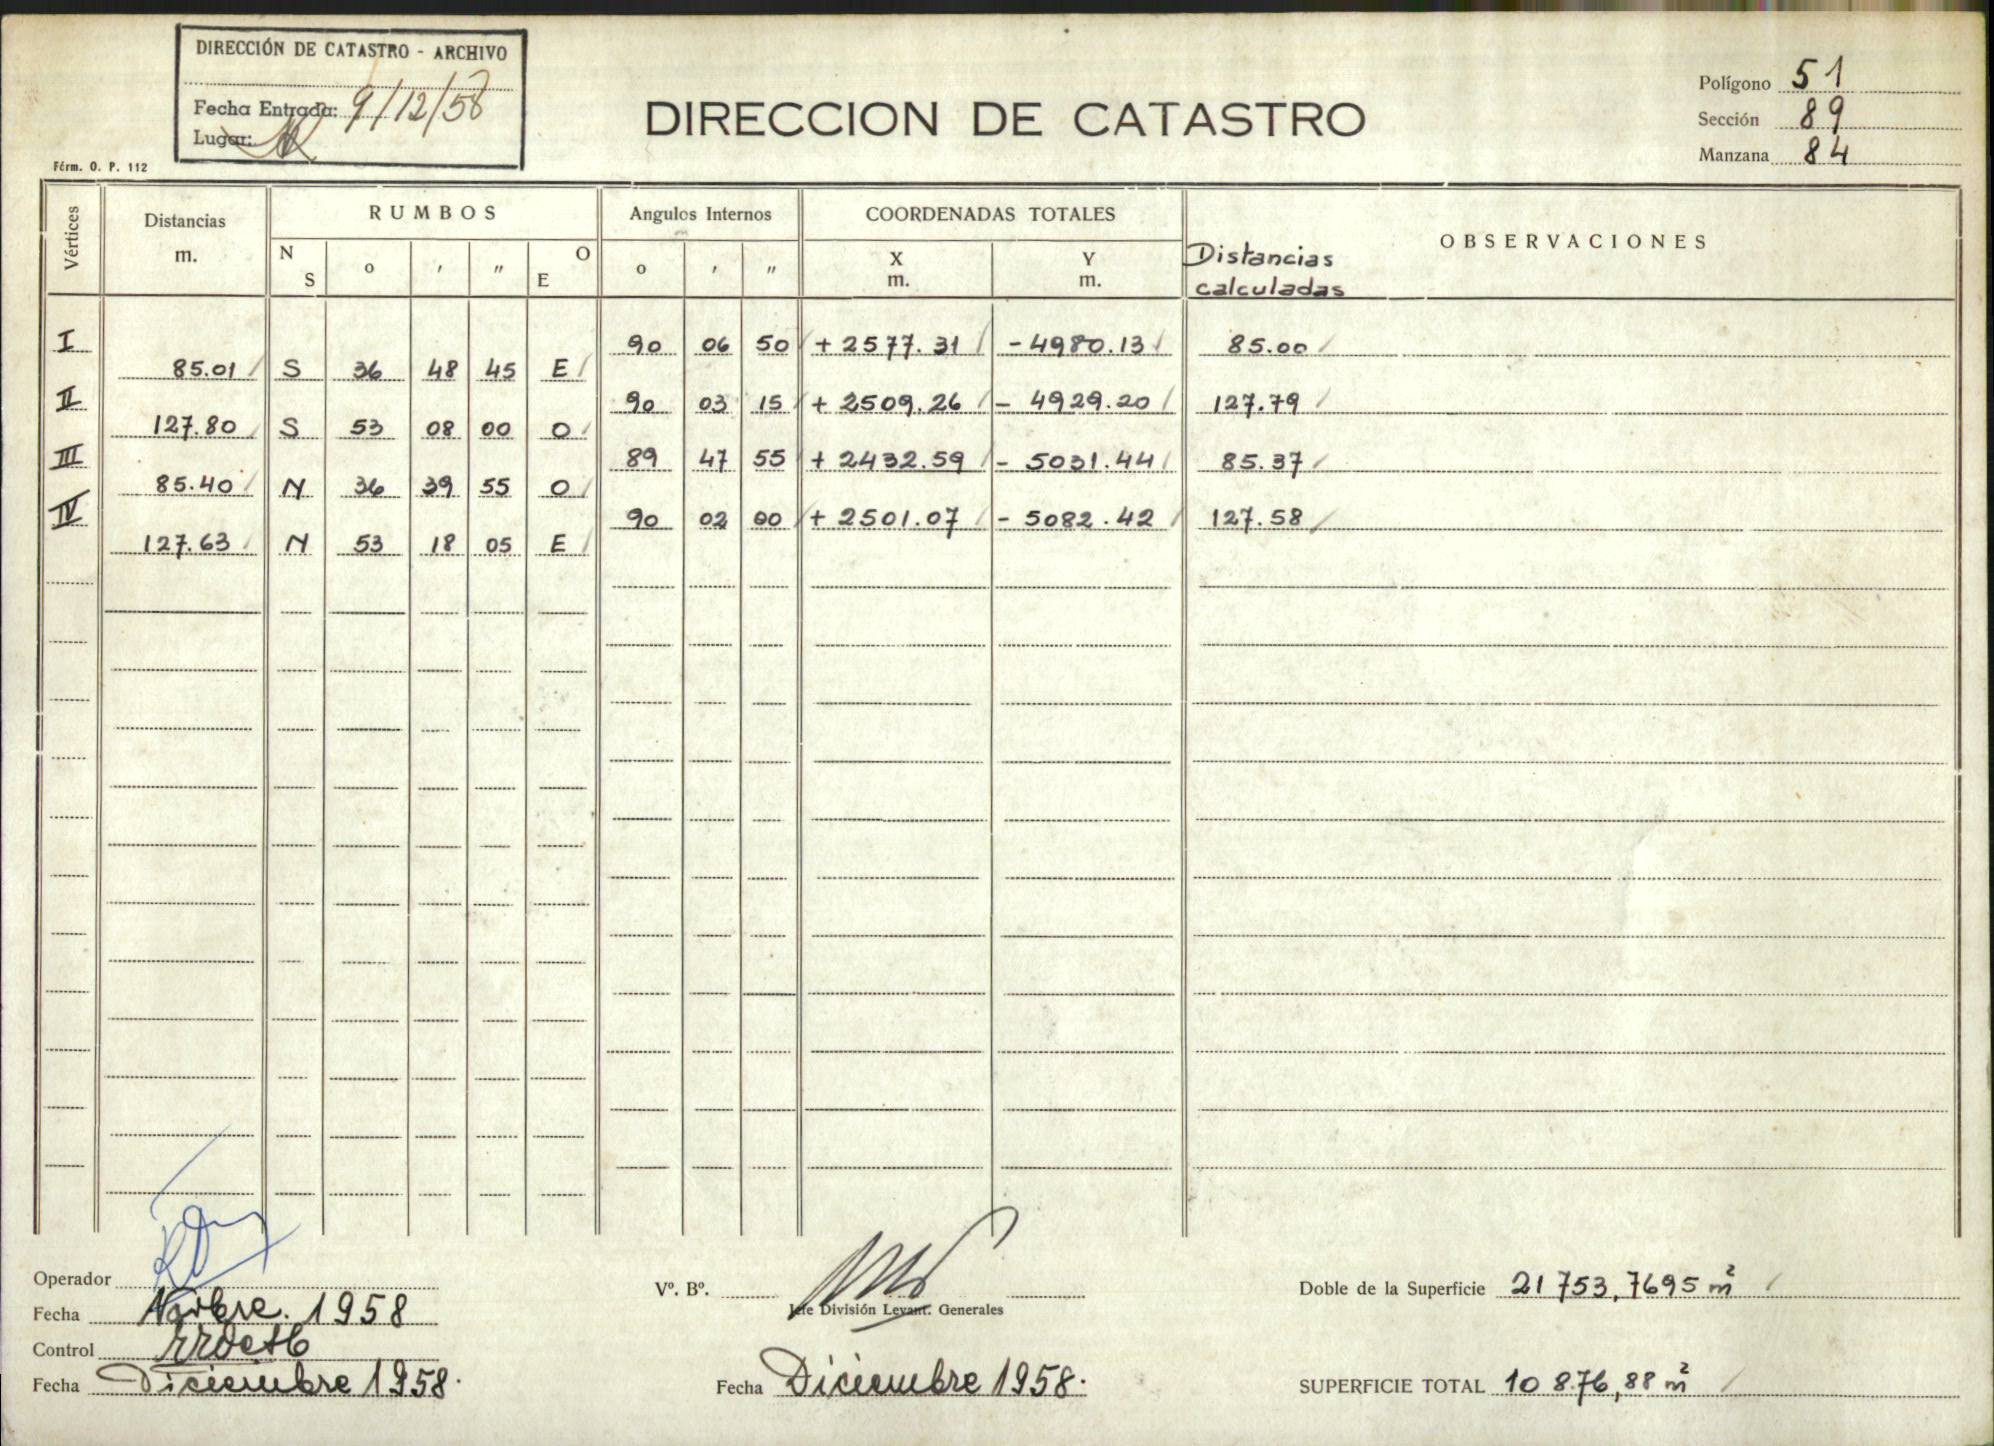 DIRECCIÓN DE CATASTRO - ARCHIVO
Fecha Entrada: 9/12/58
Lugar:
Fórm. O. P. 112
DIRECCION DE CATASTRO
Polígono 51
Sección 89
Manzana 84
Vértices Distancias m. RUMBOS Angulos Internos COORDENADAS TOTALES OBSERVACIONES
N S o ' " O E o ' " X m. Y m. Distancias calculadas
I 90 06 50 + 2577.31 - 4980.13 85.00
85.01 S 36 48 45 E
II 90 03 15 + 2509.26 - 4929.20 127.79
127.80 S 53 08 00 O
III 89 47 55 + 2432.59 - 5031.44 85.37
85.40 N 36 39 55 O
IV 90 02 00 + 2501.07 - 5082.42 127.58
127.63 N 53 18 05 E
Operador
Fecha Novbre. 1958
Control
Fecha Diciembre 1958.
Vº. Bº.
Jefe División Levant. Generales
Fecha Diciembre 1958.
Doble de la Superficie 21 753,7695 m²
SUPERFICIE TOTAL 10 876,88 m²